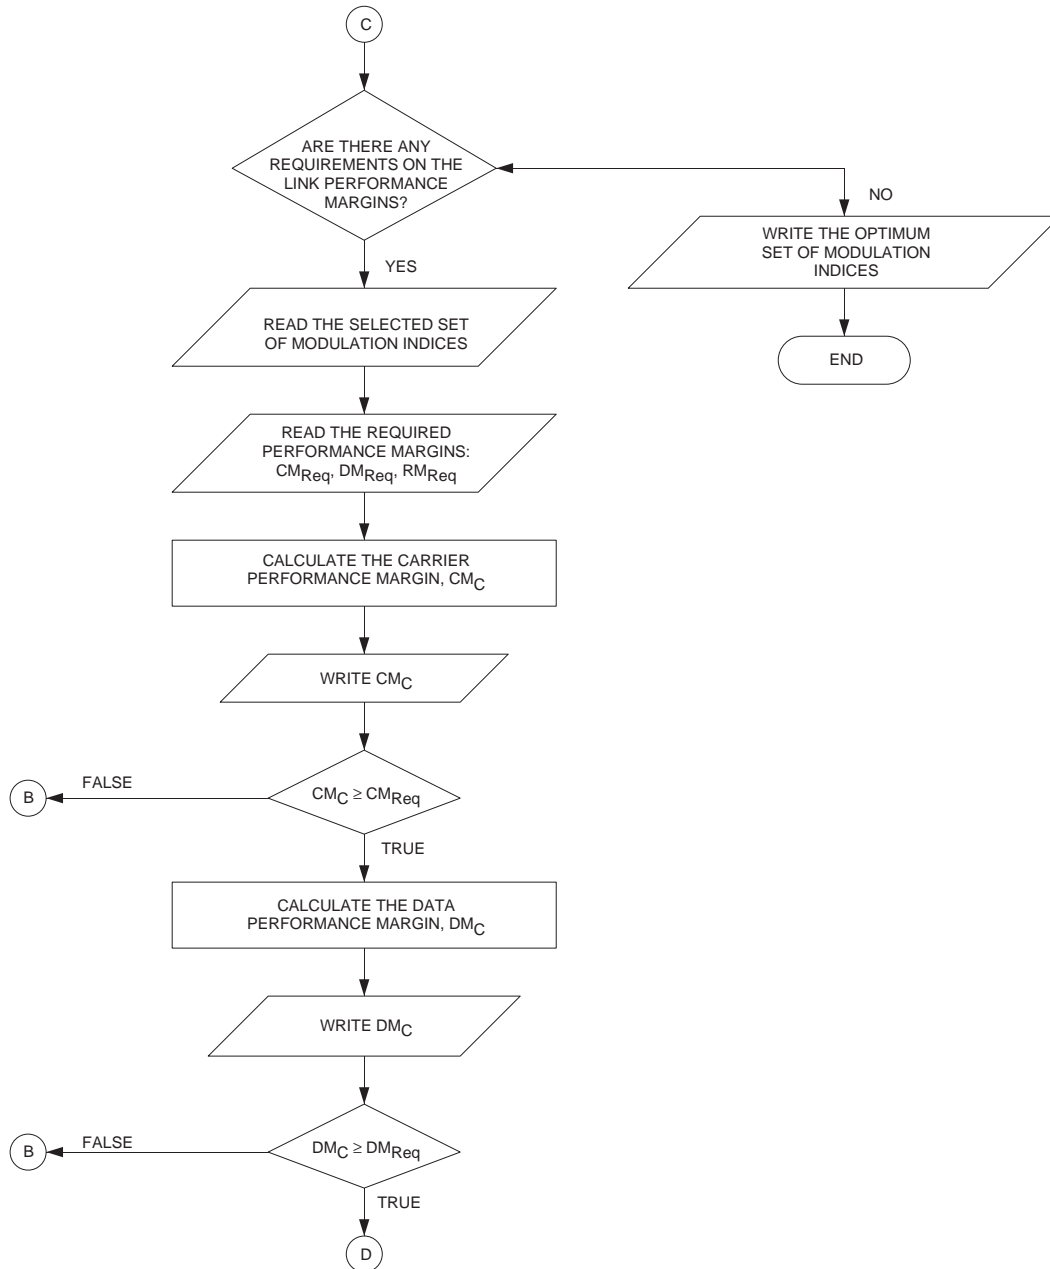 C
ARE THERE ANY
REQUIREMENTS ON THE
LINK PERFORMANCE
MARGINS?
NO
WRITE THE OPTIMUM
SET OF MODULATION
INDICES
END
YES
READ THE SELECTED SET
OF MODULATION INDICES
READ THE REQUIRED
PERFORMANCE MARGINS:
CMReq, DMReq, RMReq
CALCULATE THE CARRIER
PERFORMANCE MARGIN, CMC
WRITE CMC
B
FALSE
CMC ≥ CMReq
TRUE
CALCULATE THE DATA
PERFORMANCE MARGIN, DMC
WRITE DMC
B
FALSE
DMC ≥ DMReq
TRUE
D